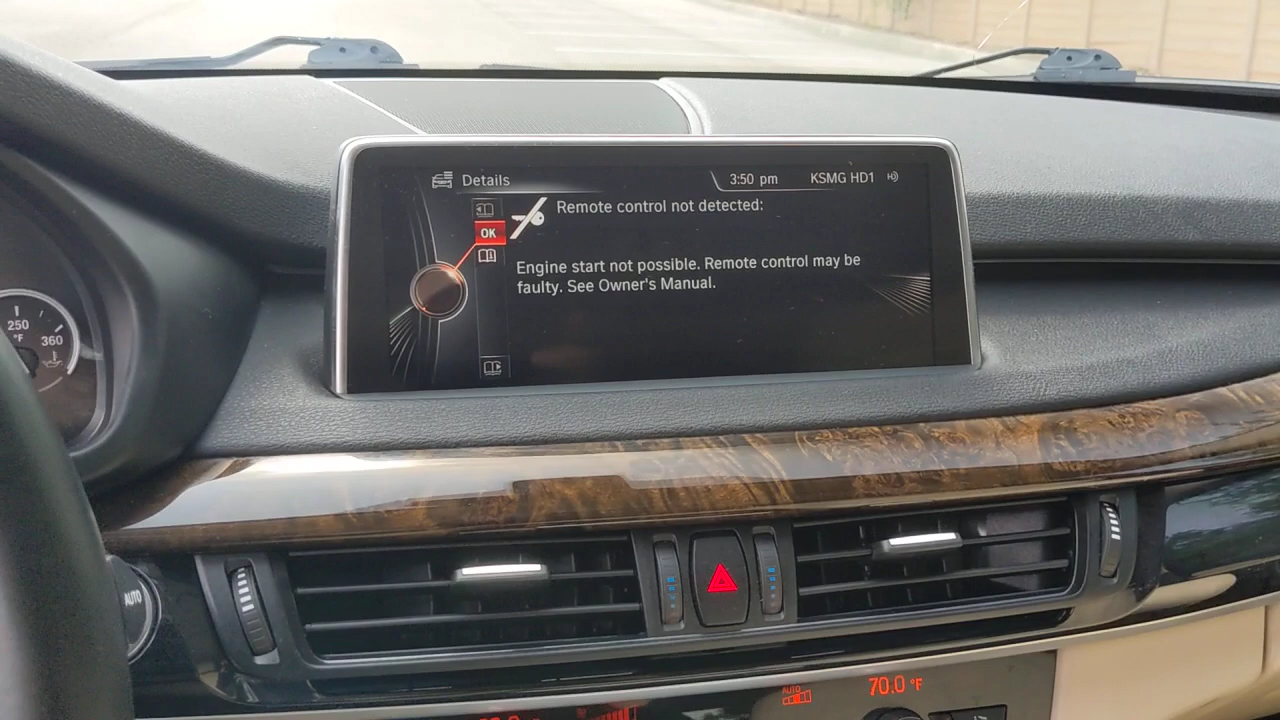 Details
3:50 pm
KSMG HD1
Remote control not detected:
OK
Engine start not possible. Remote control may be
faulty. See Owner's Manual.
250
°F
360
AUTO
AUTO
70.0 °F